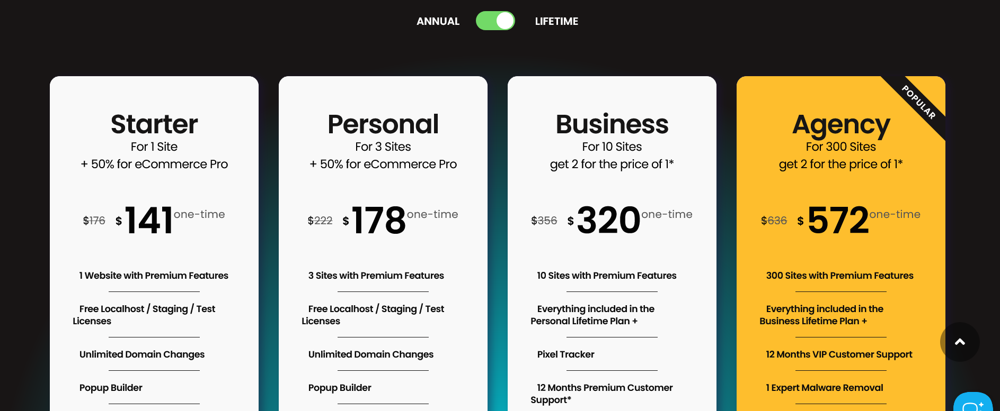 ANNUAL LIFETIME
POPULAR
Starter
For 1 Site
+ 50% for eCommerce Pro
$176 $141 one-time
1 Website with Premium Features
Free Localhost / Staging / Test
Licenses
Unlimited Domain Changes
Popup Builder
Personal
For 3 Sites
+ 50% for eCommerce Pro
$222 $178 one-time
3 Sites with Premium Features
Free Localhost / Staging / Test
Licenses
Unlimited Domain Changes
Popup Builder
Business
For 10 Sites
get 2 for the price of 1*
$356 $320 one-time
10 Sites with Premium Features
Everything included in the
Personal Lifetime Plan +
Pixel Tracker
12 Months Premium Customer
Support*
Agency
For 300 Sites
get 2 for the price of 1*
$636 $572 one-time
300 Sites with Premium Features
Everything included in the
Business Lifetime Plan +
12 Months VIP Customer Support
1 Expert Malware Removal